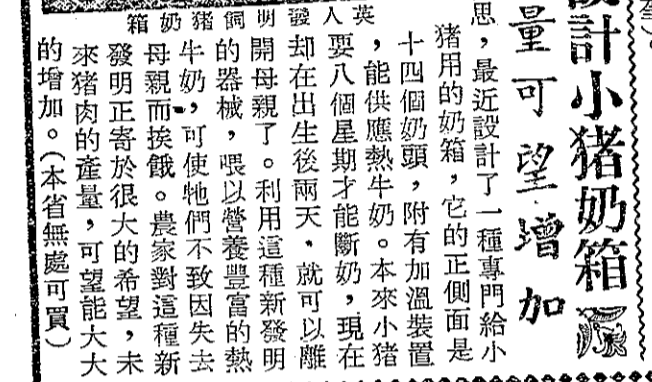 設計小猪奶箱
量可望增加
英人發明飼豬奶箱
思，最近設計了一種專門給小
猪用的奶箱，它的正側面是
十四個奶頭，附有加溫裝置
，能供應熱牛奶。本來小猪
要八個星期才能斷奶，現在
却在出生後兩天，就可以離
開母親了。利用這種新發明
的器械，喂以營養豐富的熱
牛奶，可使牠們不致因失去
母親而挨餓。農家對這種新
發明正寄於很大的希望，未
來猪肉的產量，可望能大大
的增加。（本省無處可買）